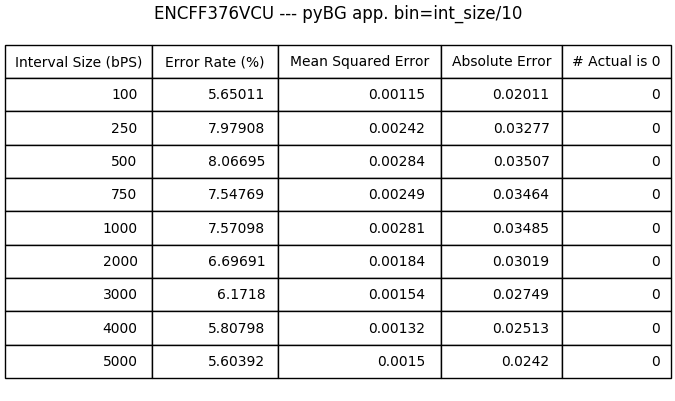 ENCFF376VCU --- pyBG app. bin=int_size/10
Interval Size (bPS) Error Rate (%) Mean Squared Error Absolute Error # Actual is 0
100 5.65011 0.00115 0.02011 0
250 7.97908 0.00242 0.03277 0
500 8.06695 0.00284 0.03507 0
750 7.54769 0.00249 0.03464 0
1000 7.57098 0.00281 0.03485 0
2000 6.69691 0.00184 0.03019 0
3000 6.1718 0.00154 0.02749 0
4000 5.80798 0.00132 0.02513 0
5000 5.60392 0.0015 0.0242 0